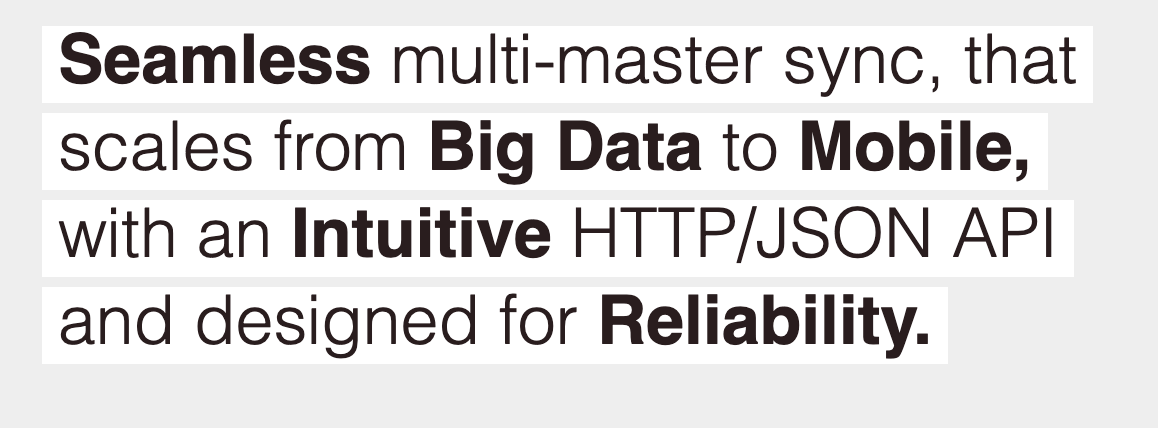 Seamless multi-master sync, that
scales from Big Data to Mobile,
with an Intuitive HTTP/JSON API
and designed for Reliability.